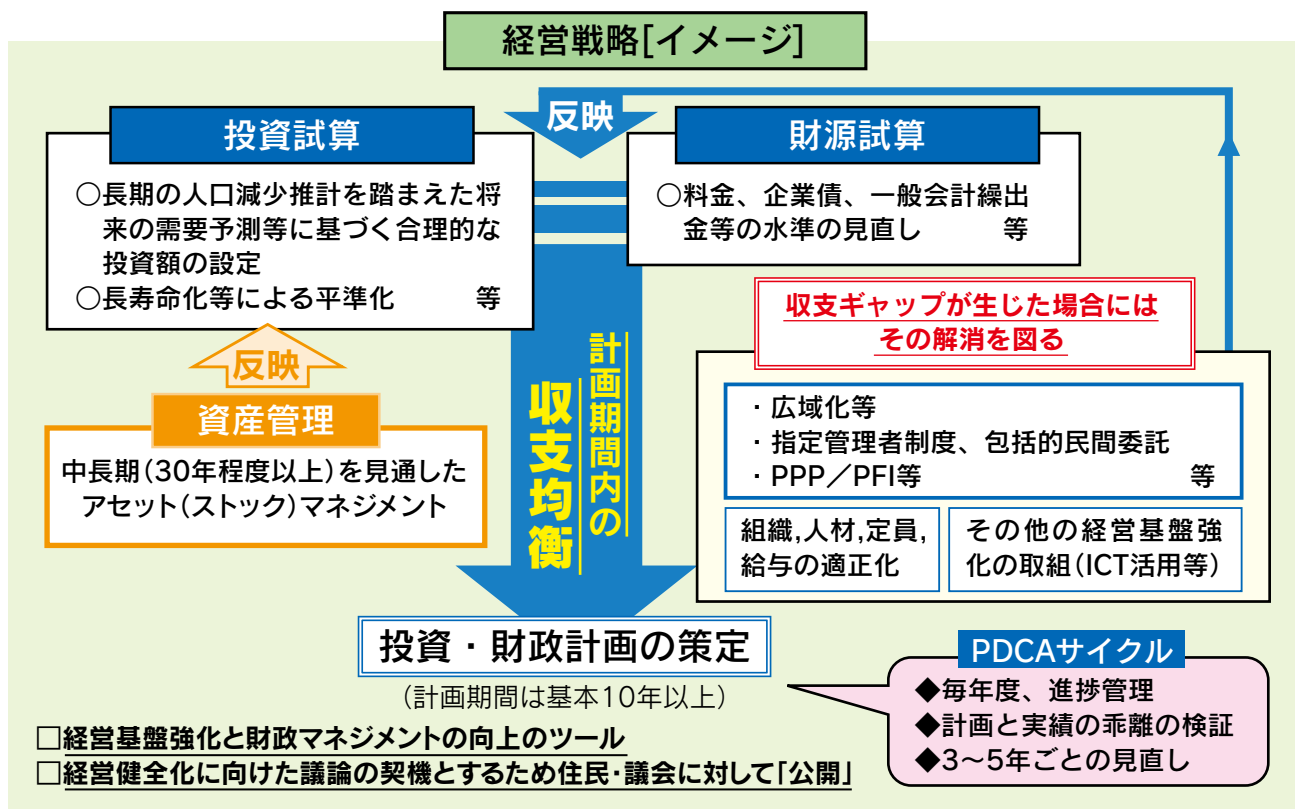 経営戦略[イメージ]
反映
投資試算
○長期の人口減少推計を踏まえた将
来の需要予測等に基づく合理的な
投資額の設定
○長寿命化等による平準化 等
財源試算
○料金、企業債、一般会計繰出
金等の水準の見直し 等
反映
資産管理
中長期(30年程度以上)を見通した
アセット(ストック)マネジメント
計画期間内の
収支均衡
収支ギャップが生じた場合には
その解消を図る
・広域化等
・指定管理者制度、包括的民間委託
・PPP/PFI等 等
組織,人材,定員,
給与の適正化
その他の経営基盤強
化の取組(ICT活用等)
投資・財政計画の策定
(計画期間は基本10年以上)
PDCAサイクル
◆毎年度、進捗管理
◆計画と実績の乖離の検証
◆3〜5年ごとの見直し
□経営基盤強化と財政マネジメントの向上のツール
□経営健全化に向けた議論の契機とするため住民・議会に対して「公開」